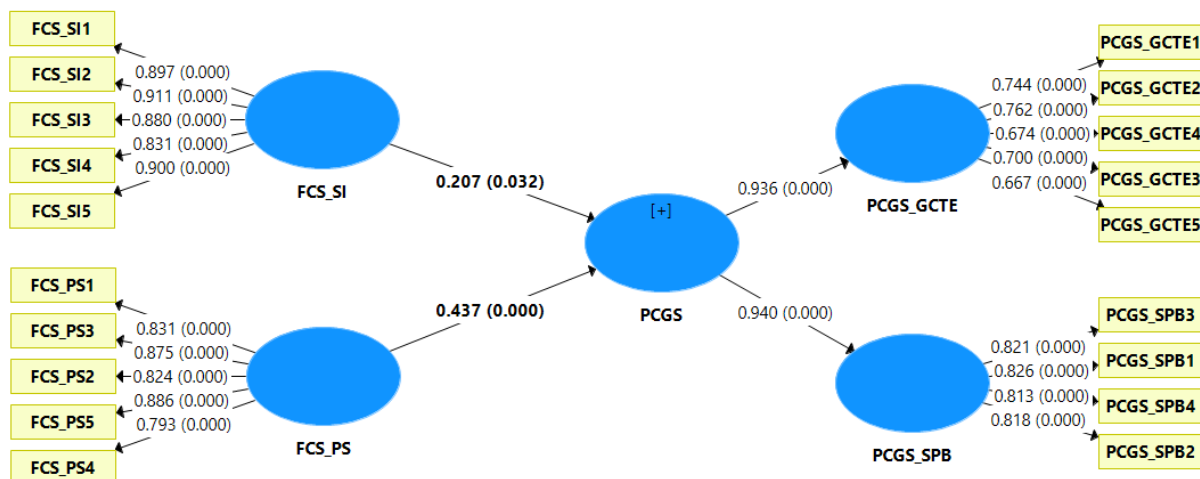 FCS_SI1
FCS_SI2
FCS_SI3
FCS_SI4
FCS_SI5
0.897 (0.000)
0.911 (0.000)
0.880 (0.000)
0.831 (0.000)
0.900 (0.000)
FCS_SI
0.207 (0.032)
FCS_PS1
FCS_PS3
FCS_PS2
FCS_PS5
FCS_PS4
0.831 (0.000)
0.875 (0.000)
0.824 (0.000)
0.886 (0.000)
0.793 (0.000)
FCS_PS
0.437 (0.000)
[+]
PCGS
0.936 (0.000)
0.940 (0.000)
PCGS_GCTE
0.744 (0.000)
0.762 (0.000)
0.674 (0.000)
0.700 (0.000)
0.667 (0.000)
PCGS_GCTE1
PCGS_GCTE2
PCGS_GCTE4
PCGS_GCTE3
PCGS_GCTE5
PCGS_SPB
0.821 (0.000)
0.826 (0.000)
0.813 (0.000)
0.818 (0.000)
PCGS_SPB3
PCGS_SPB1
PCGS_SPB4
PCGS_SPB2